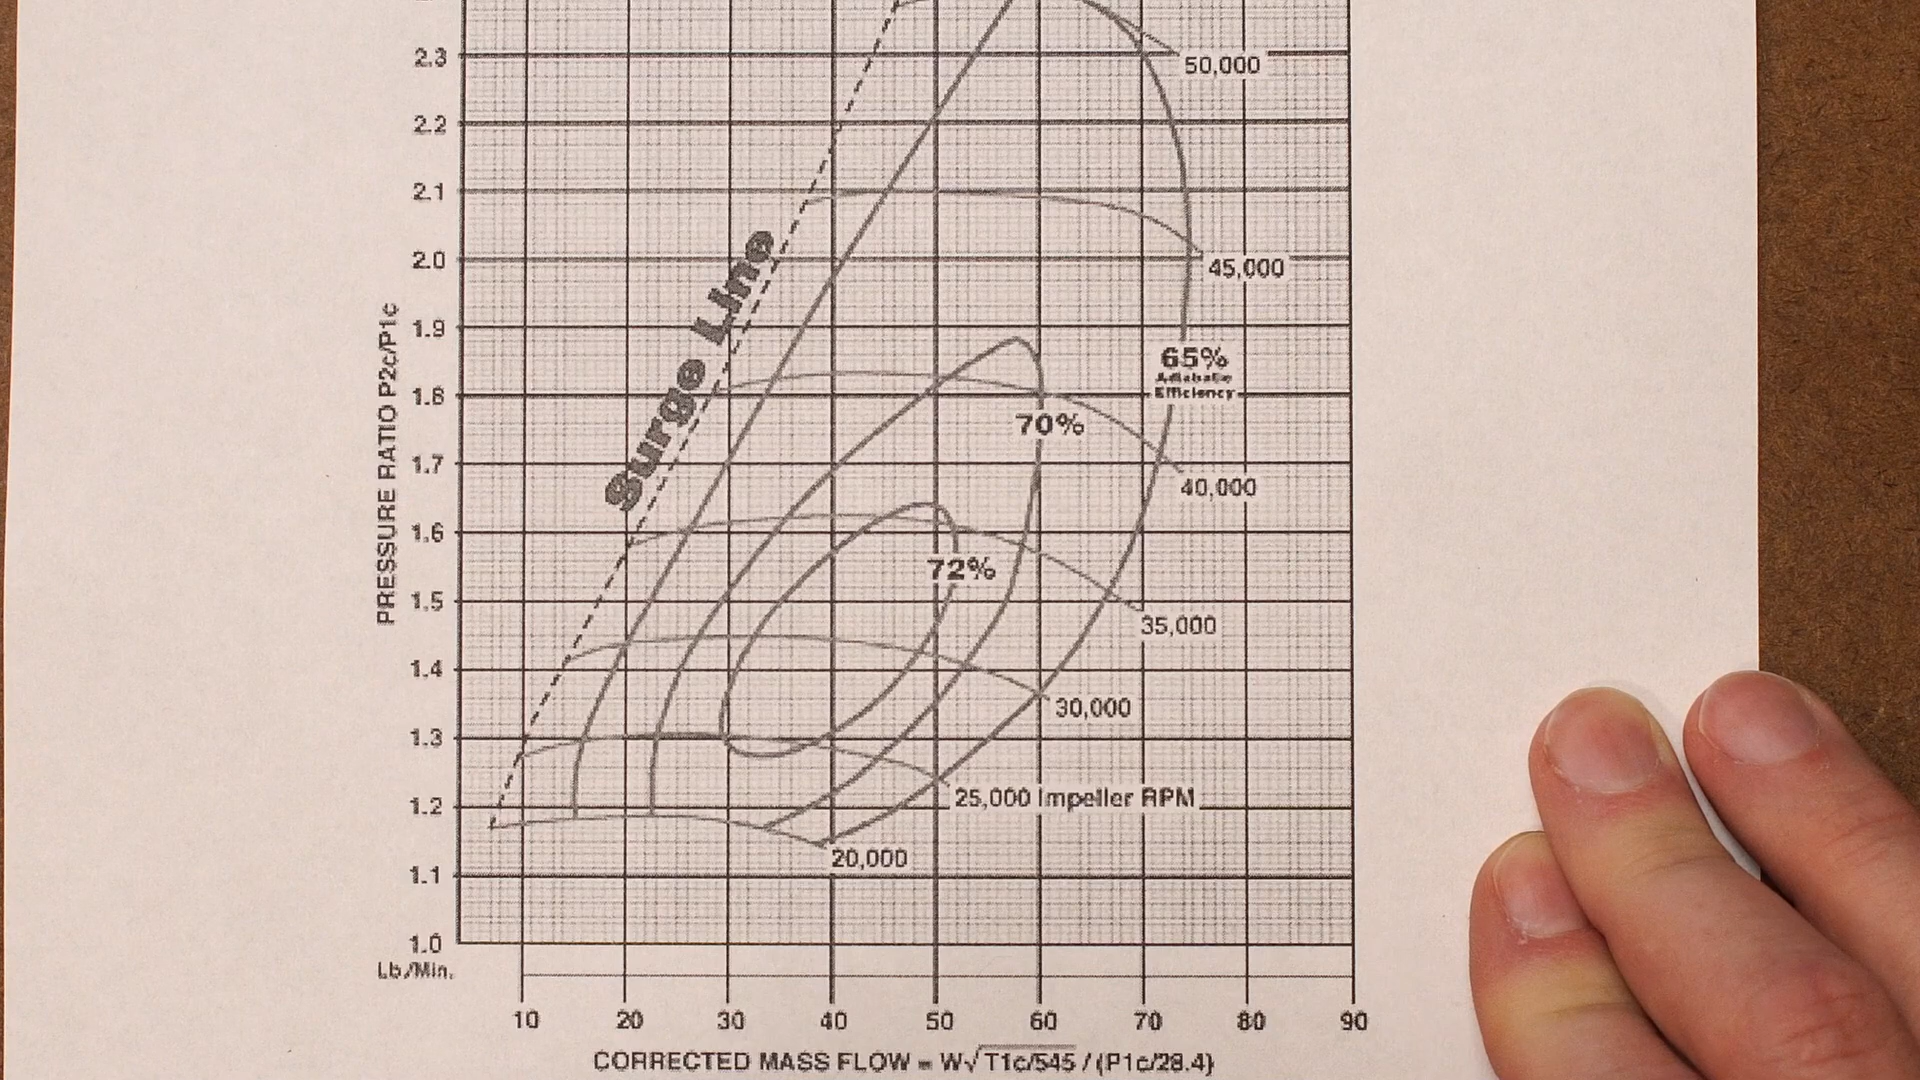 2.3
50,000
2.2
2.1
2.0
45,000
Surge Line
PRESSURE RATIO P2c/P1c
1.9
65%
Adiabatic
Efficiency
1.8
70%
1.7
40,000
1.6
72%
1.5
35,000
1.4
30,000
1.3
25,000 Impeller RPM
1.2
20,000
1.1
1.0
Lb./Min.
10 20 30 40 50 60 70 80 90
CORRECTED MASS FLOW = W√T1c/545 / (P1c/28.4)